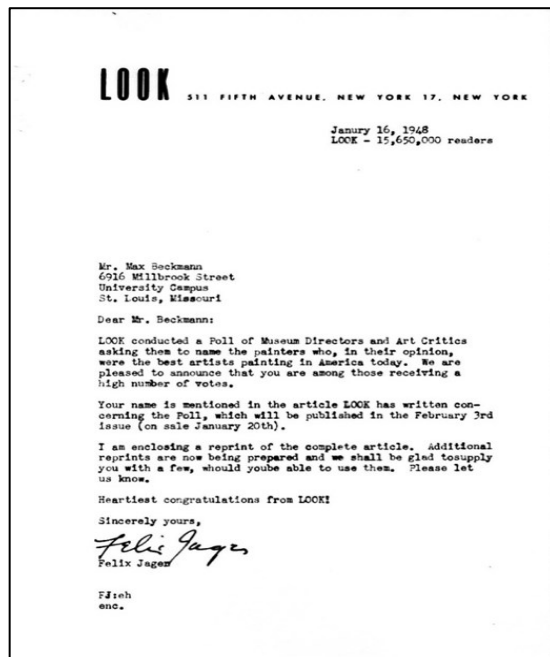 LOOK 511 FIFTH AVENUE, NEW YORK 17, NEW YORK
Janury 16, 1948
LOOK - 15,650,000 readers
Mr. Max Beckmann
6916 Millbrook Street
University Campus
St. Louis, Missouri
Dear Mr. Beckmann:
LOOK conducted a Poll of Museum Directors and Art Critics
asking them to name the painters who, in their opinion,
were the best artists painting in America today. We are
pleased to announce that you are among those receiving a
high number of votes.
Your name is mentioned in the article LOOK has written con-
cerning the Poll, which will be published in the February 3rd
issue (on sale January 20th).
I am enclosing a reprint of the complete article. Additional
reprints are now being prepared and we shall be glad tosupply
you with a few, whould yoube able to use them. Please let
us know.
Heartiest congratulations from LOOK!
Sincerely yours,
Felix Jager
Felix Jager
FJ:eh
enc.